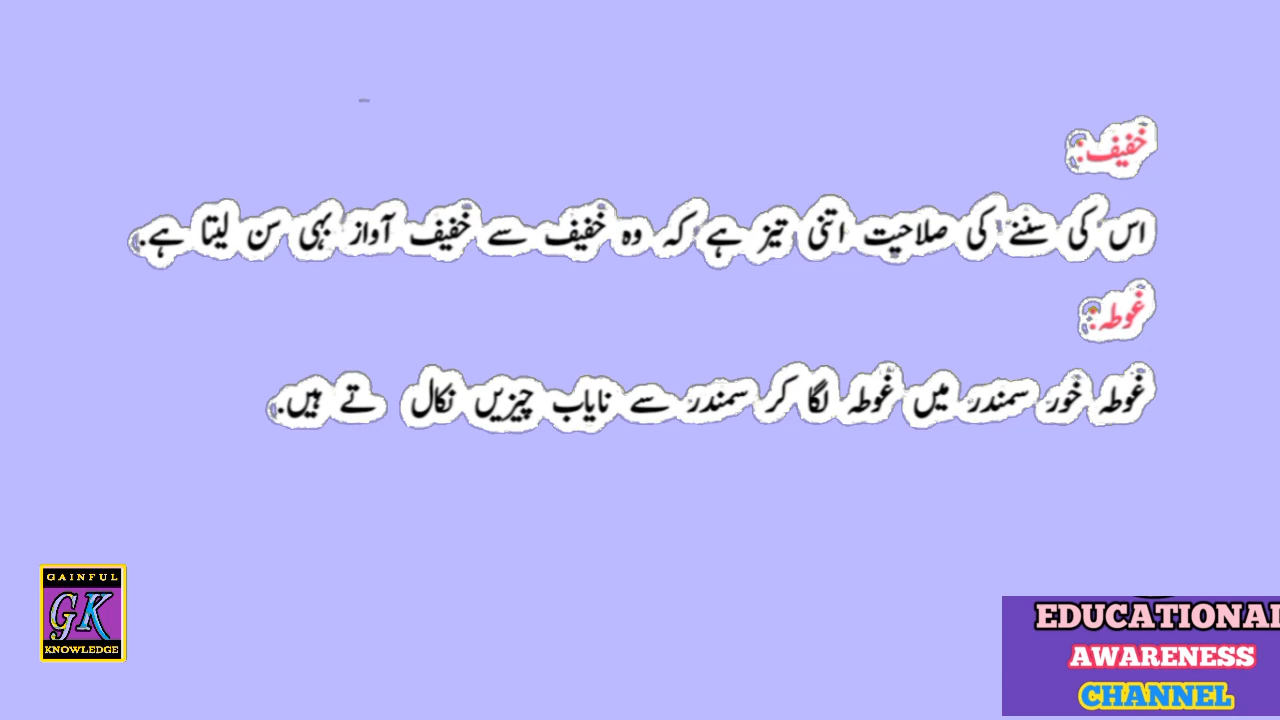 خفیف:
اس کی سننے کی صلاحیت اتنی تیز ہے کہ وہ خفیف سے خفیف آواز بہی سن لیتا ہے.
غوطہ:
غوطہ خور سمندر میں غوطہ لگا کر سمندر سے نایاب چیزیں نکال تے ہیں.
GAINFUL
GK
KNOWLEDGE
EDUCATIONAL
AWARENESS
CHANNEL